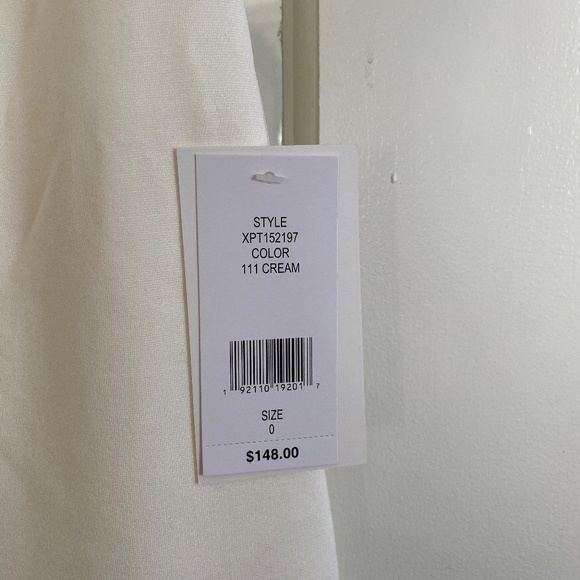 STYLE
XPT152197
COLOR
111 CREAM
1 92110 19201 7
SIZE
0
$148.00